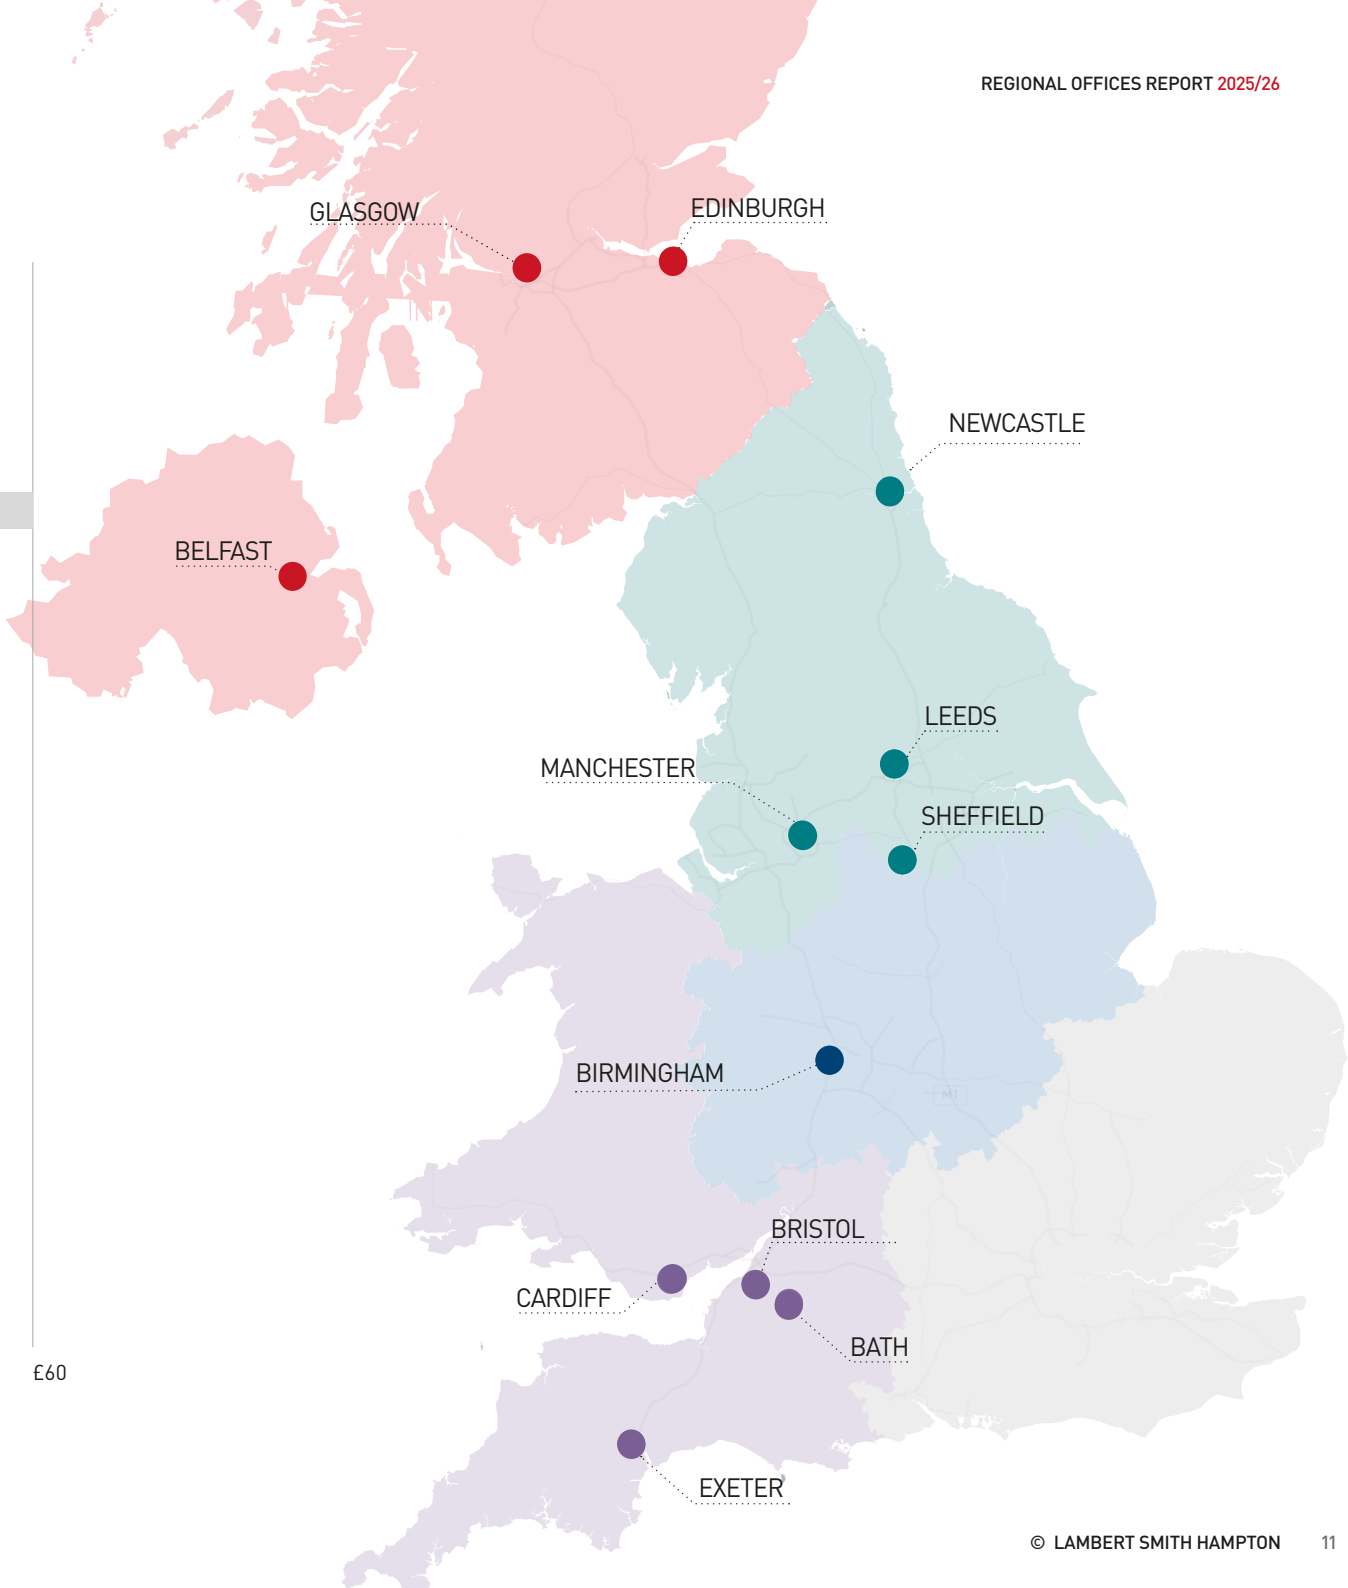 REGIONAL OFFICES REPORT 2025/26
GLASGOW
EDINBURGH
NEWCASTLE
BELFAST
LEEDS
MANCHESTER
SHEFFIELD
BIRMINGHAM
M1
BRISTOL
CARDIFF
BATH
£60
EXETER
© LAMBERT SMITH HAMPTON 11